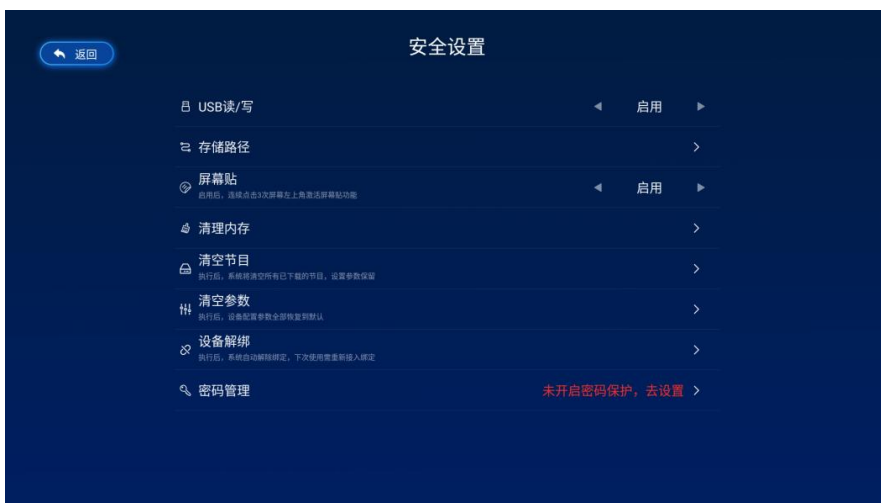 返回
安全设置
USB读/写 启用
存储路径
屏幕贴 启用
启用后，连续点击3次屏幕左上角激活屏幕贴功能
清理内存
清空节目
执行后，系统将清空所有已下载的节目，设置参数保留
清空参数
执行后，设备配置参数全部恢复到默认
设备解绑
执行后，系统自动解除绑定，下次使用需重新接入绑定
密码管理 未开启密码保护，去设置